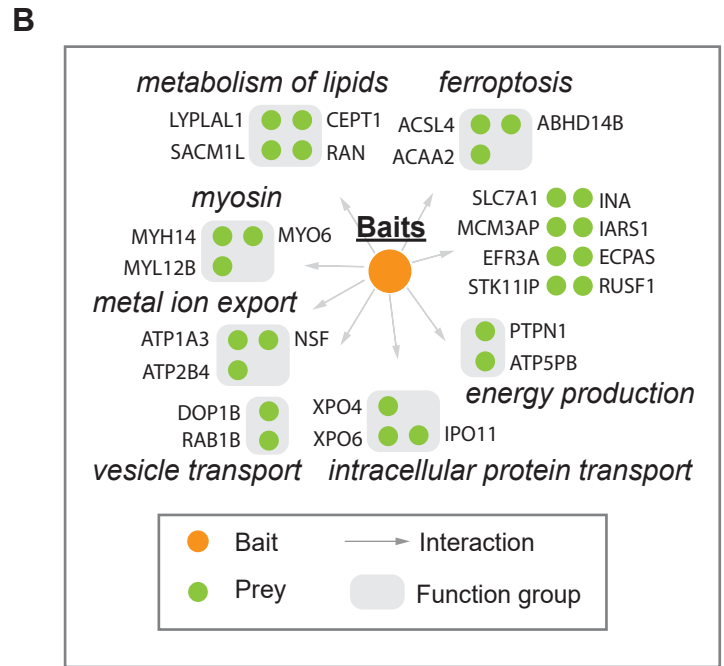 B
metabolism of lipids
ferroptosis
LYPLAL1 CEPT1
SACM1L RAN
ACSL4 ABHD14B
ACAA2
myosin
MYH14 MYO6
MYL12B
Baits
SLC7A1 INA
MCM3AP IARS1
EFR3A ECPAS
STK11IP RUSF1
metal ion export
ATP1A3 NSF
ATP2B4
PTPN1
ATP5PB
energy production
DOP1B
RAB1B
vesicle transport
XPO4
XPO6 IPO11
intracellular protein transport
Bait
Interaction
Prey
Function group